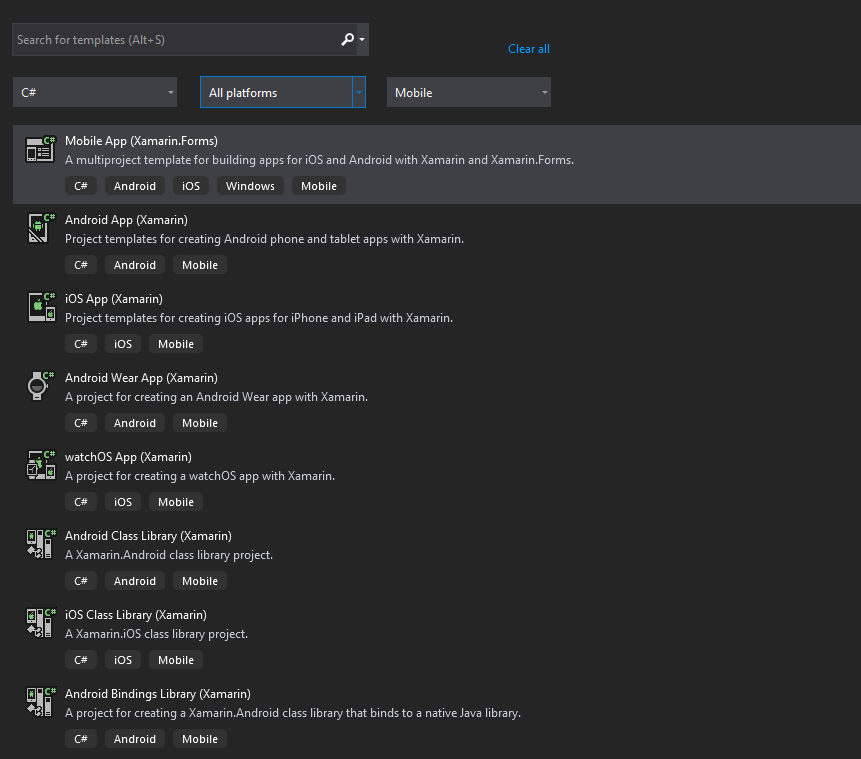 Search for templates (Alt+S)
Clear all
C#
All platforms
Mobile
C#
Mobile App (Xamarin.Forms)
A multiproject template for building apps for iOS and Android with Xamarin and Xamarin.Forms.
C# Android iOS Windows Mobile
C#
Android App (Xamarin)
Project templates for creating Android phone and tablet apps with Xamarin.
C# Android Mobile
C#
iOS App (Xamarin)
Project templates for creating iOS apps for iPhone and iPad with Xamarin.
C# iOS Mobile
C#
Android Wear App (Xamarin)
A project for creating an Android Wear app with Xamarin.
C# Android Mobile
C#
watchOS App (Xamarin)
A project for creating a watchOS app with Xamarin.
C# iOS Mobile
C#
Android Class Library (Xamarin)
A Xamarin.Android class library project.
C# Android Mobile
C#
iOS Class Library (Xamarin)
A Xamarin.iOS class library project.
C# iOS Mobile
C#
Android Bindings Library (Xamarin)
A project for creating a Xamarin.Android class library that binds to a native Java library.
C# Android Mobile